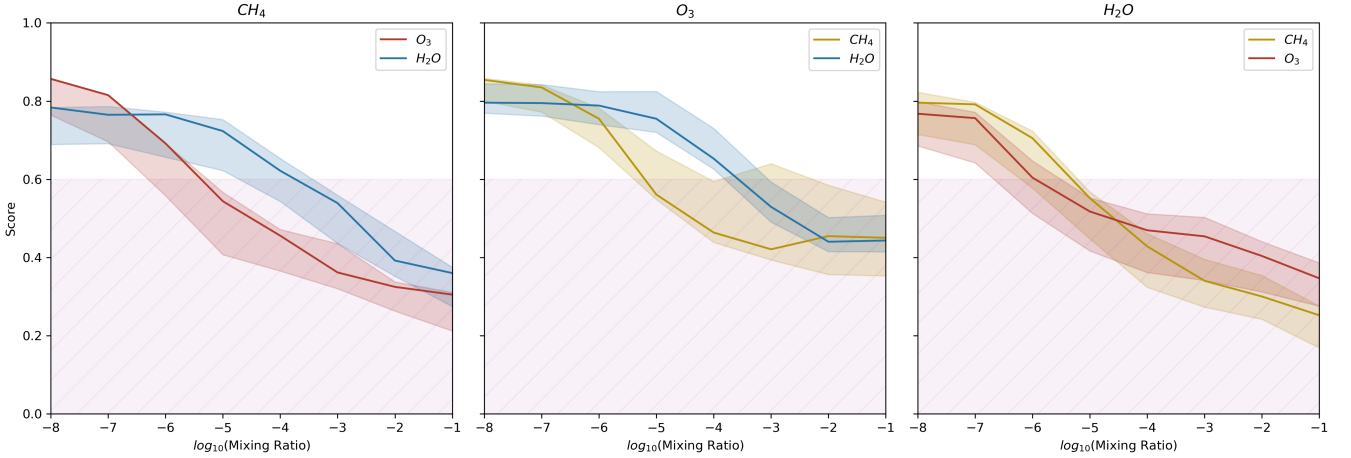 CH₄
O₃
H₂O
1.0
0.8
0.6
0.4
0.2
0.0
Score
O₃
H₂O
CH₄
H₂O
CH₄
O₃
−8 −7 −6 −5 −4 −3 −2 −1
−8 −7 −6 −5 −4 −3 −2 −1
−8 −7 −6 −5 −4 −3 −2 −1
log₁₀(Mixing Ratio)
log₁₀(Mixing Ratio)
log₁₀(Mixing Ratio)